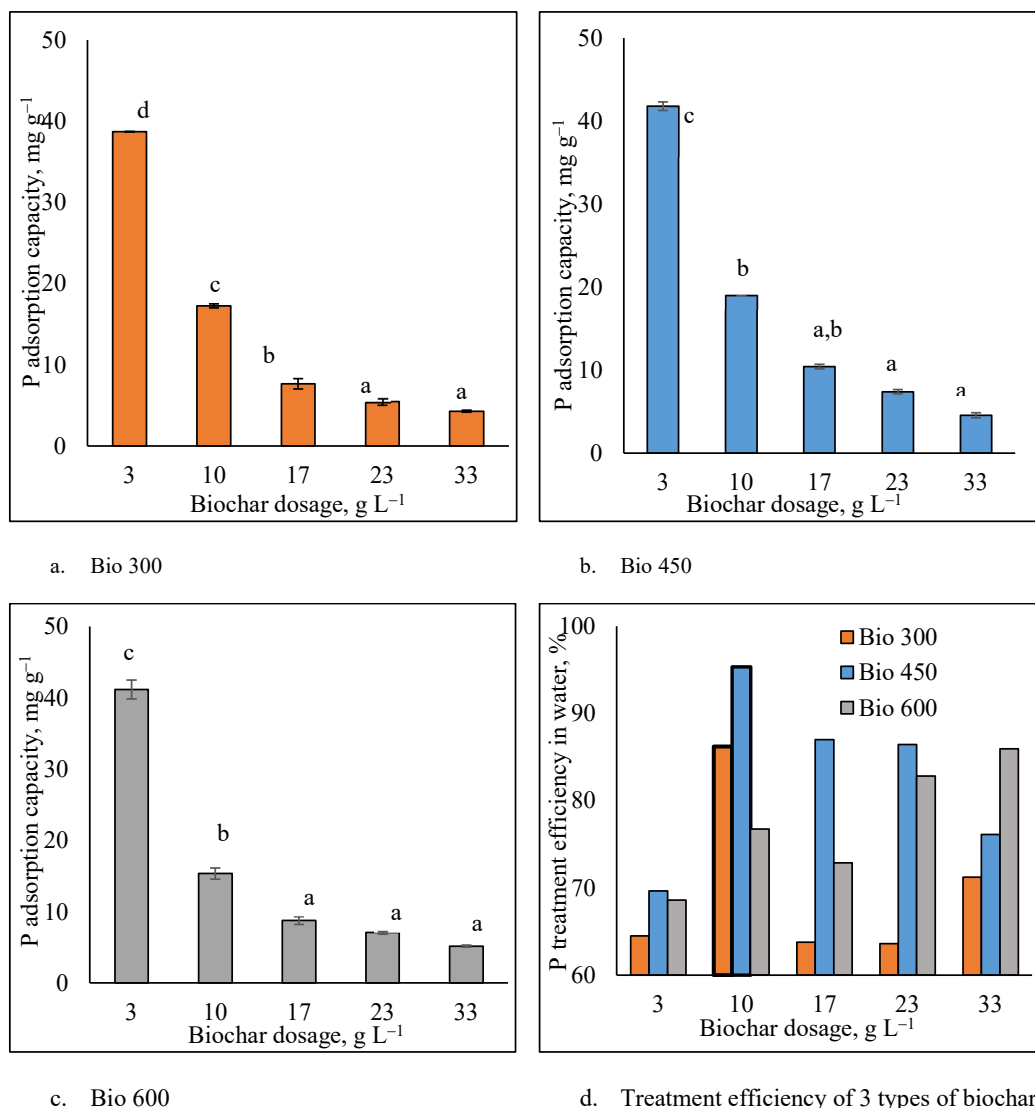 50
40
30
20
10
0
P adsorption capacity, mg g⁻¹
d
c
b
a
a
3 10 17 23 33
Biochar dosage, g L⁻¹
a. Bio 300
50
40
30
20
10
0
P adsorption capacity, mg g⁻¹
c
b
a,b
a
a
3 10 17 23 33
Biochar dosage, g L⁻¹
b. Bio 450
50
40
30
20
10
0
P adsorption capacity, mg g⁻¹
c
b
a
a
a
3 10 17 23 33
Biochar dosage, g L⁻¹
c. Bio 600
100
90
80
70
60
P treatment efficiency in water, %
Bio 300
Bio 450
Bio 600
3 10 17 23 33
Biochar dosage, g L⁻¹
d. Treatment efficiency of 3 types of biochar